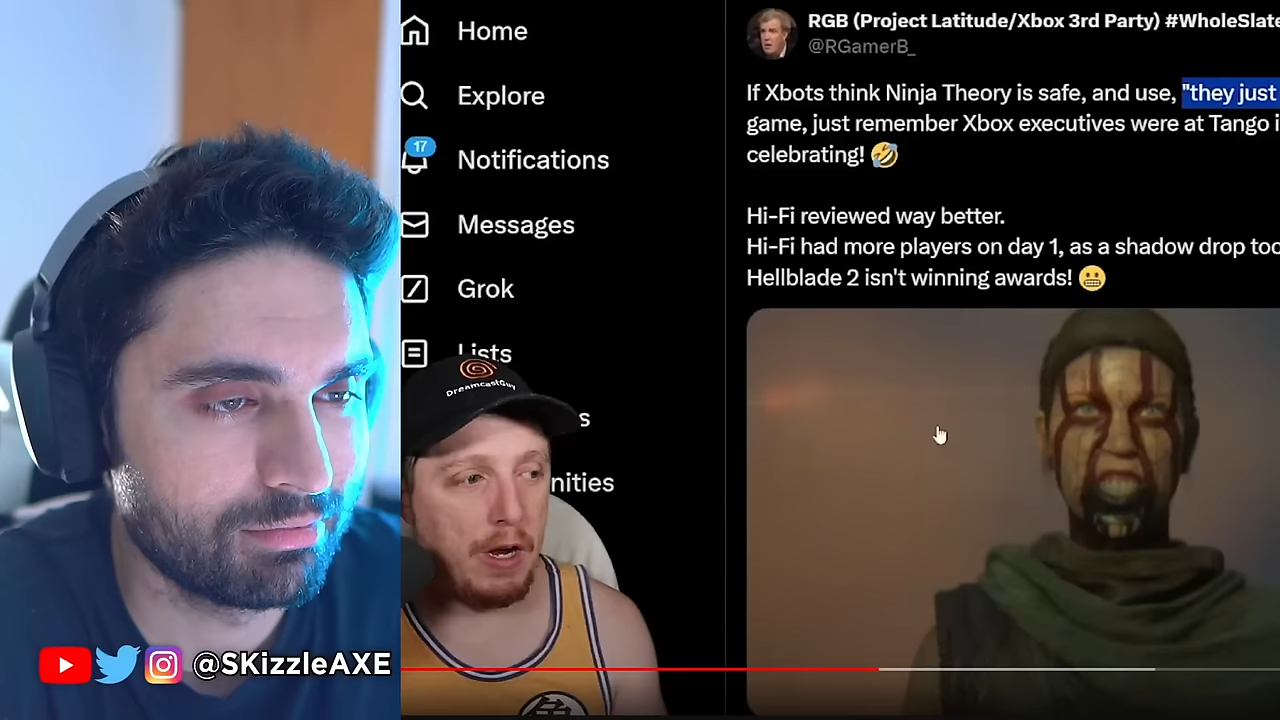 Home
Explore
17
Notifications
Messages
Grok
Lists
s
nities
RGB (Project Latitude/Xbox 3rd Party) #WholeSlate
@RGamerB_
If Xbots think Ninja Theory is safe, and use, "they just
game, just remember Xbox executives were at Tango i
celebrating! 🤣
Hi-Fi reviewed way better.
Hi-Fi had more players on day 1, as a shadow drop too
Hellblade 2 isn't winning awards! 😬
DreamcastGuy
@SKizzleAXE